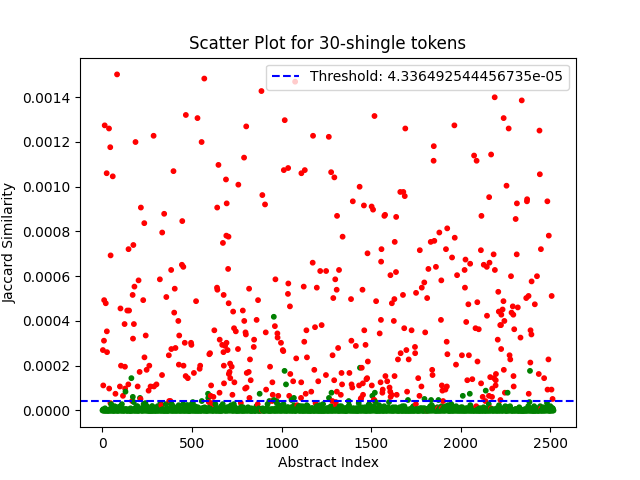 Scatter Plot for 30-shingle tokens
Threshold: 4.336492544456735e-05
0.0014
0.0012
0.0010
0.0008
0.0006
0.0004
0.0002
0.0000
Jaccard Similarity
0 500 1000 1500 2000 2500
Abstract Index